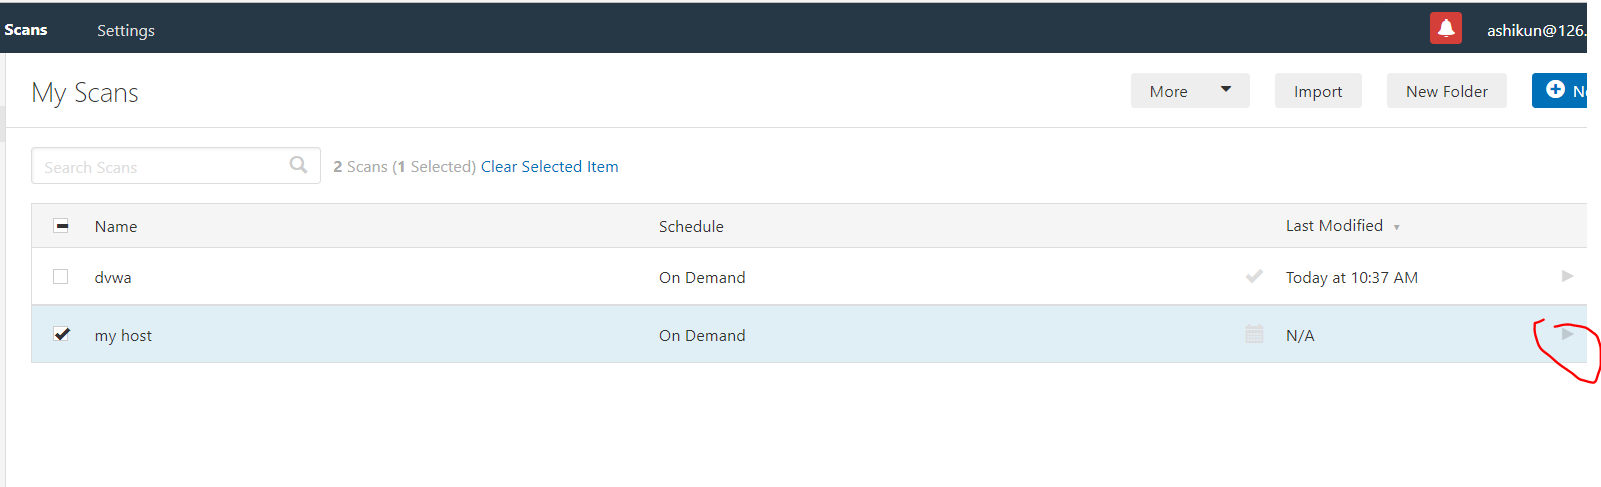 Scans Settings ashikun@126.
My Scans More Import New Folder
Search Scans 2 Scans (1 Selected) Clear Selected Item
Name Schedule Last Modified
dvwa On Demand Today at 10:37 AM
my host On Demand N/A